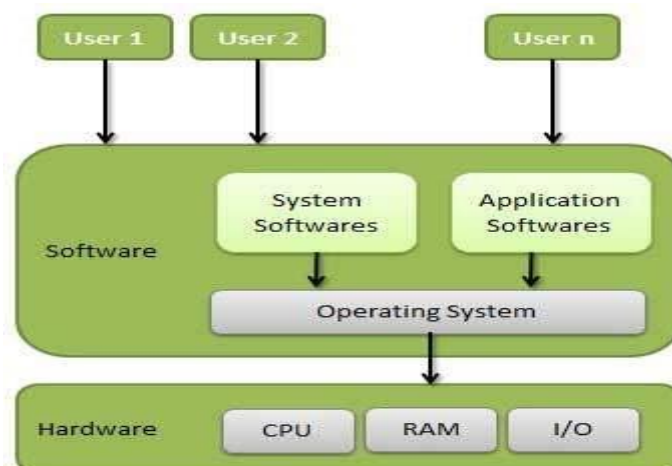 User 1
User 2
User n
System
Softwares
Application
Softwares
Software
Operating System
Hardware
CPU
RAM
I/O